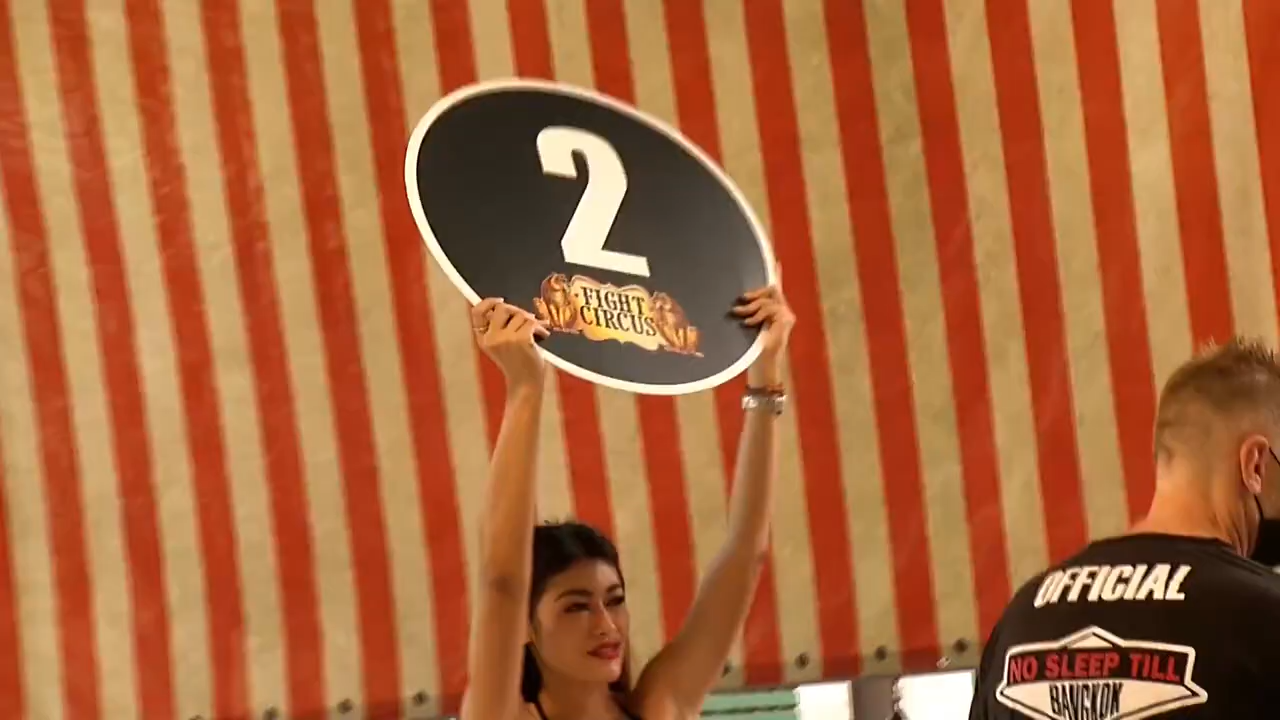 2
FIGHT
CIRCUS
OFFICIAL
NO SLEEP TILL
BANGKOK